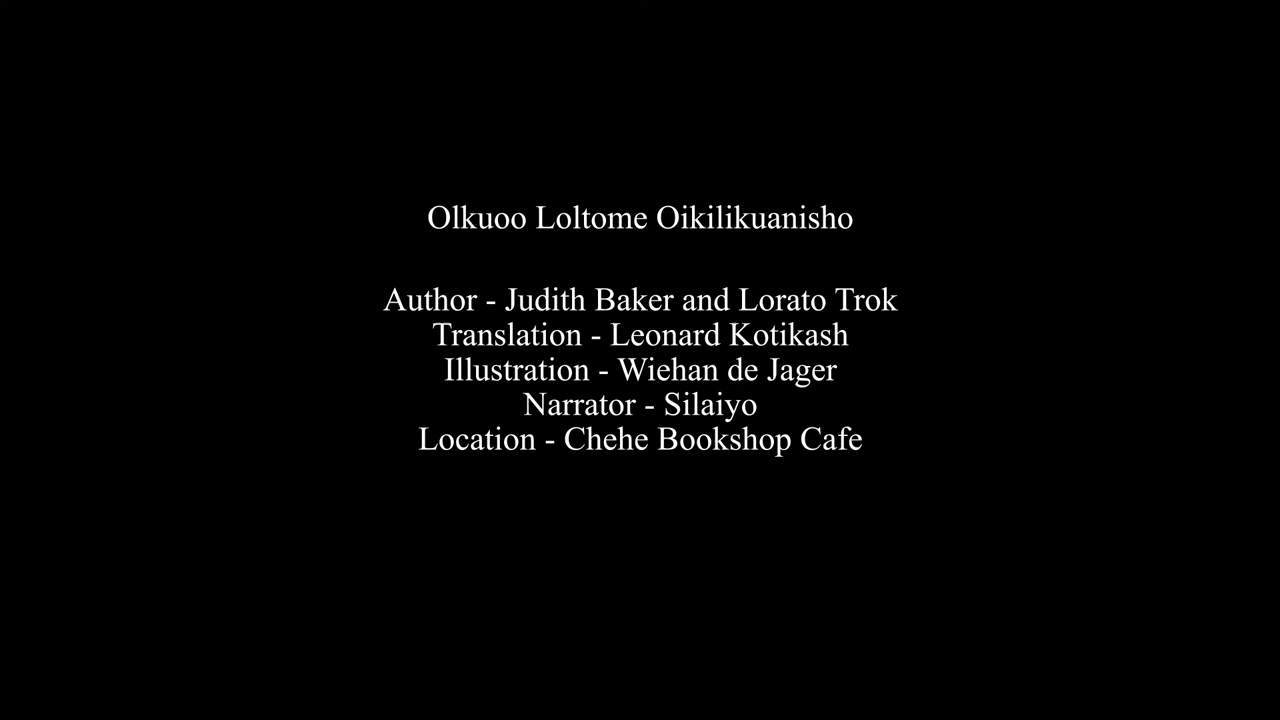 Olkuoo Loltome Oikilikuanisho
Author - Judith Baker and Lorato Trok
Translation - Leonard Kotikash
Illustration - Wiehan de Jager
Narrator - Silaiyo
Location - Chehe Bookshop Cafe